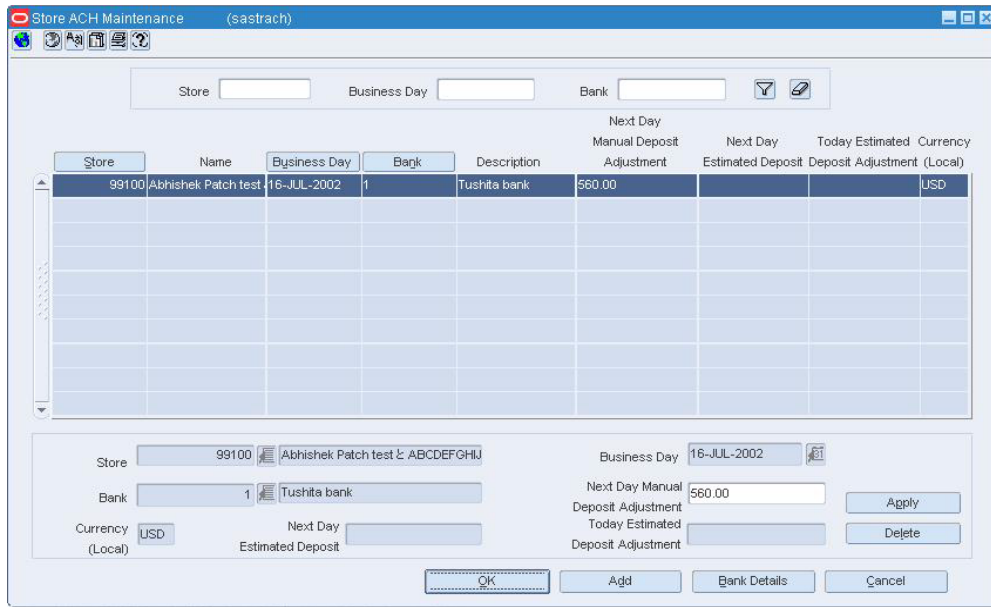 Store ACH Maintenance (sastrach)
Store Business Day Bank
Store Name Business Day Bank Description Next Day Manual Deposit Adjustment Next Day Estimated Deposit Today Estimated Deposit Adjustment Currency (Local)
99100 Abhishek Patch test 16-JUL-2002 1 Tushita bank 560.00 USD
Store 99100 Abhishek Patch testと ABCDEFGHIJ Business Day 16-JUL-2002
Bank 1 Tushita bank Next Day Manual Deposit Adjustment 560.00 Apply
Currency (Local) USD Next Day Estimated Deposit Today Estimated Deposit Adjustment Delete
OK Add Bank Details Cancel